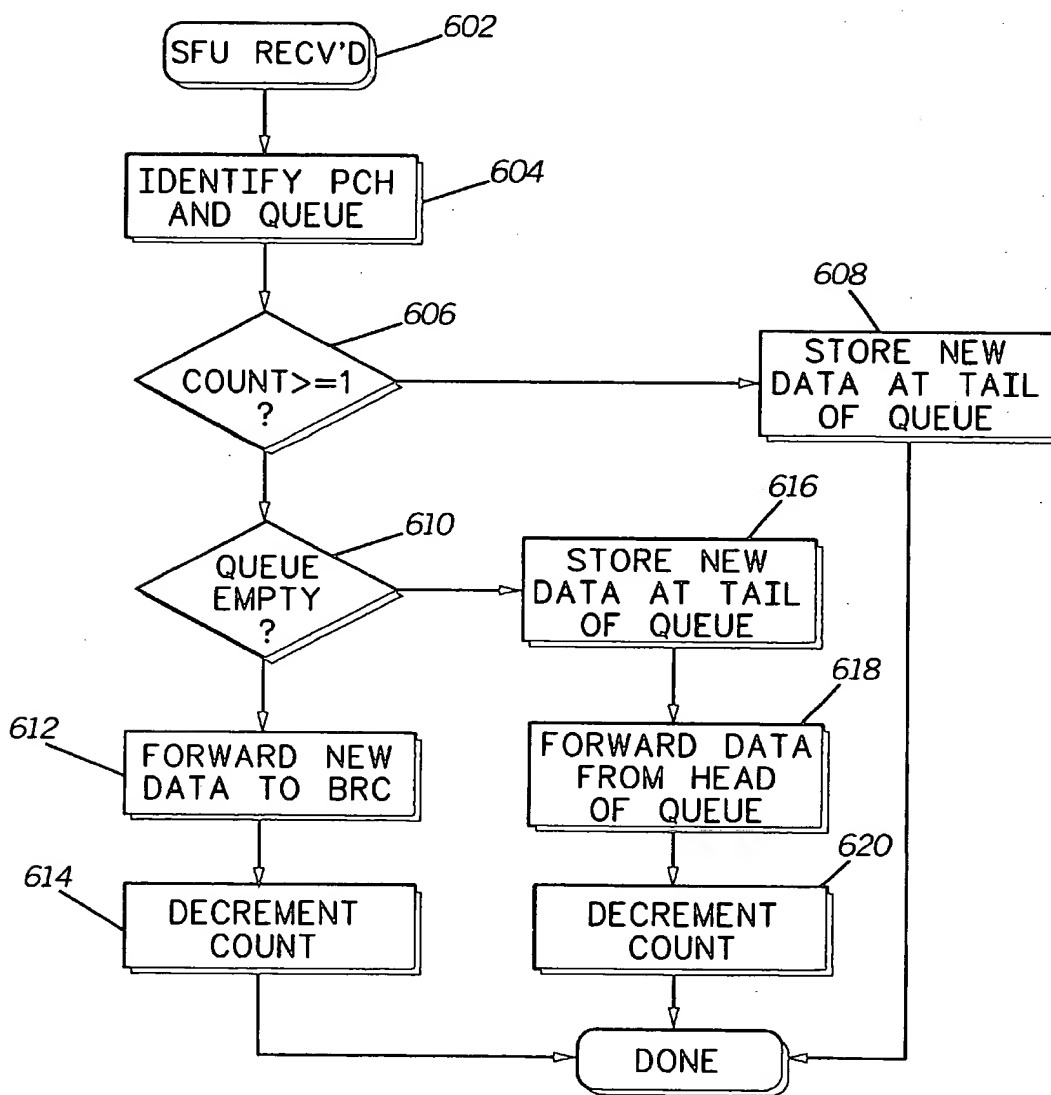 SFU RECV'D
602
IDENTIFY PCH
AND QUEUE
604
COUNT>=1
?
606
STORE NEW
DATA AT TAIL
OF QUEUE
608
QUEUE
EMPTY
?
610
STORE NEW
DATA AT TAIL
OF QUEUE
616
FORWARD NEW
DATA TO BRC
612
FORWARD DATA
FROM HEAD
OF QUEUE
618
DECREMENT
COUNT
614
DECREMENT
COUNT
620
DONE